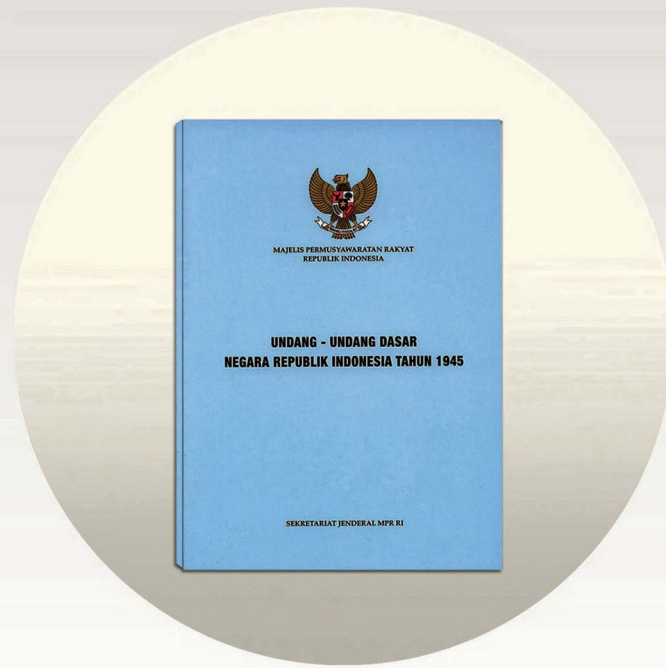 MAJELIS PERMUSYAWARATAN RAKYAT
REPUBLIK INDONESIA
UNDANG - UNDANG DASAR
NEGARA REPUBLIK INDONESIA TAHUN 1945
SEKRETARIAT JENDERAL MPR RI